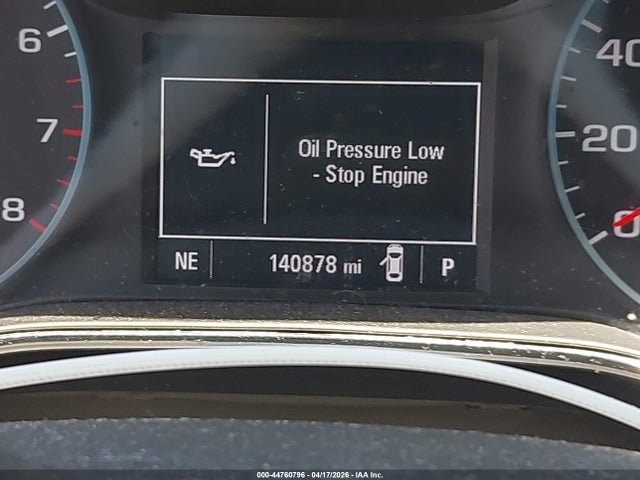 6
7
8
40
20
0
Oil Pressure Low
- Stop Engine
NE
140878 mi
P
000-44760796 - 04/17/2026 - IAA Inc.